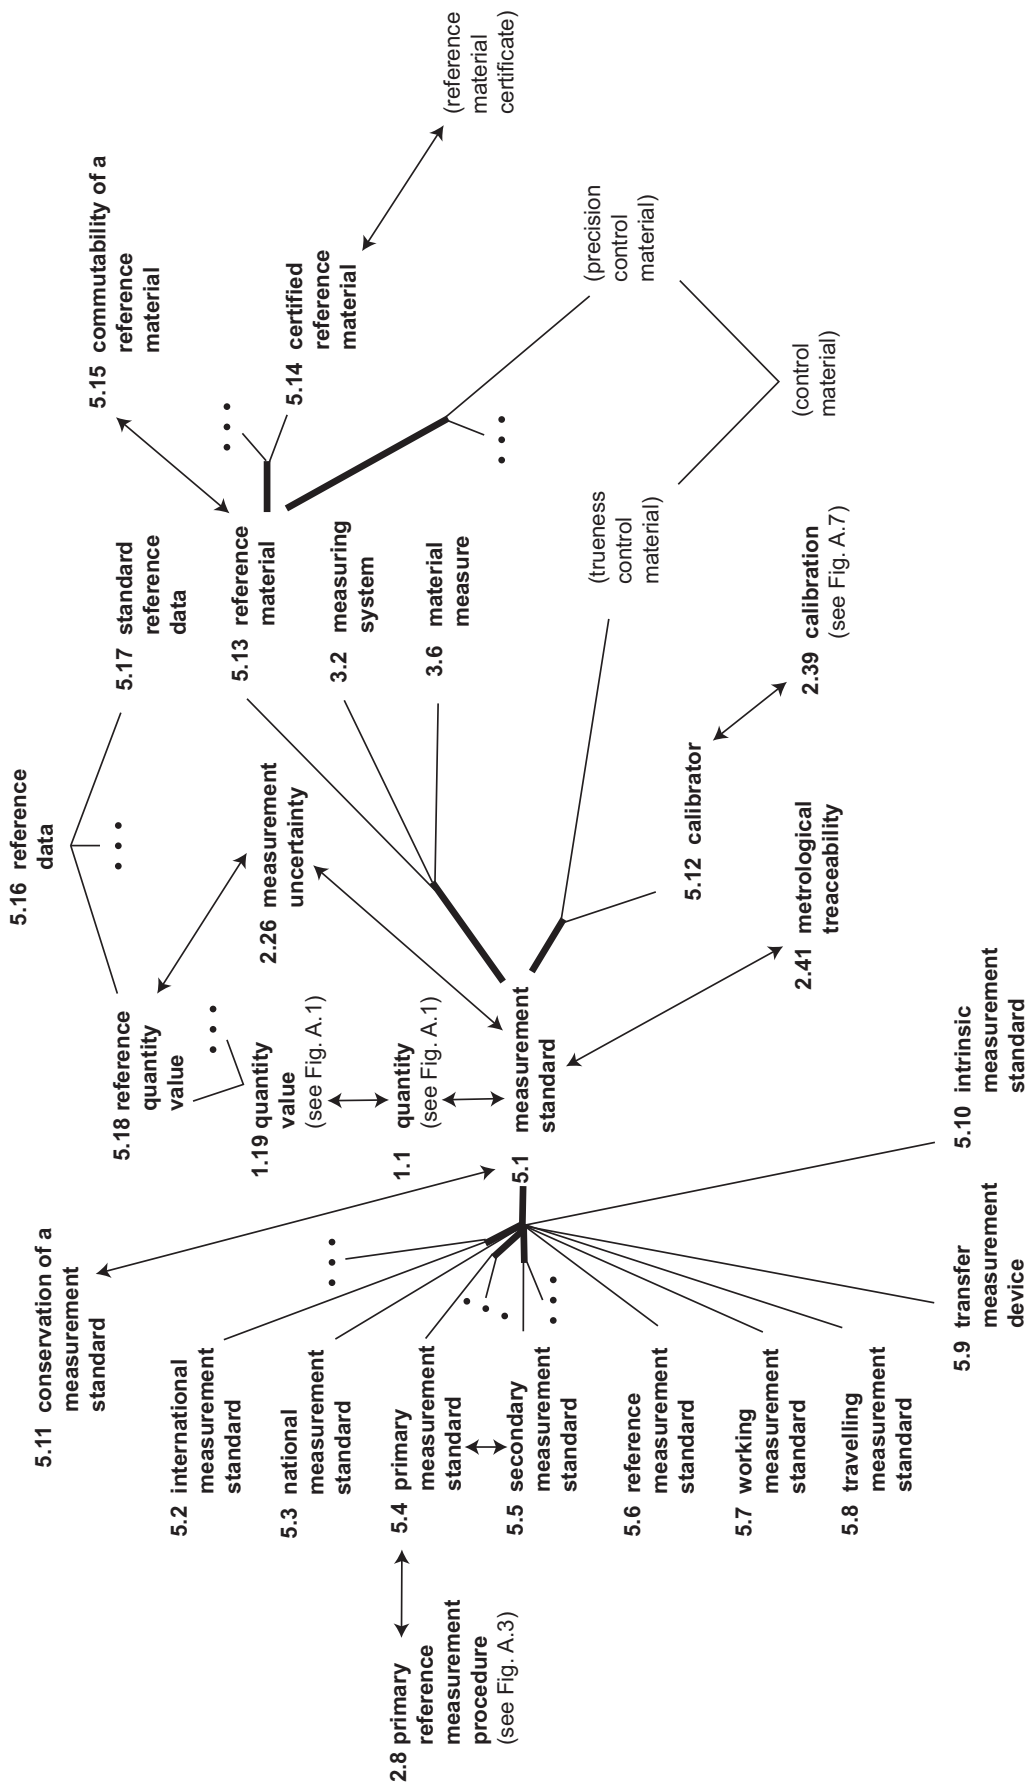 5.16 reference
data
5.17 standard
reference
data
5.15 commutability of a
reference
material
5.11 conservation of a
measurement
standard
5.18 reference
quantity
value
2.26 measurement
uncertainty
5.13 reference
material
5.14 certified
reference
material
(reference
material
certificate)
1.19 quantity
value
(see Fig. A.1)
3.2 measuring
system
1.1 quantity
(see Fig. A.1)
3.6 material
measure
5.2 international
measurement
standard
5.3 national
measurement
standard
2.8 primary
reference
measurement
procedure
(see Fig. A.3)
5.4 primary
measurement
standard
5.1 measurement
standard
5.5 secondary
measurement
standard
(trueness
control
material)
(precision
control
material)
5.6 reference
measurement
standard
5.12 calibrator
5.7 working
measurement
standard
2.41 metrological
treaceability
2.39 calibration
(see Fig. A.7)
(control
material)
5.8 travelling
measurement
standard
5.9 transfer
measurement
device
5.10 intrinsic
measurement
standard